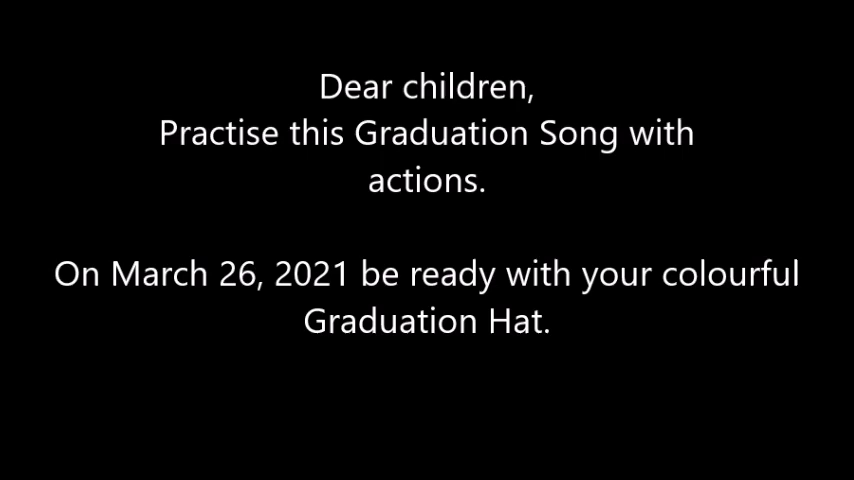 Dear children,
Practise this Graduation Song with
actions.
On March 26, 2021 be ready with your colourful
Graduation Hat.